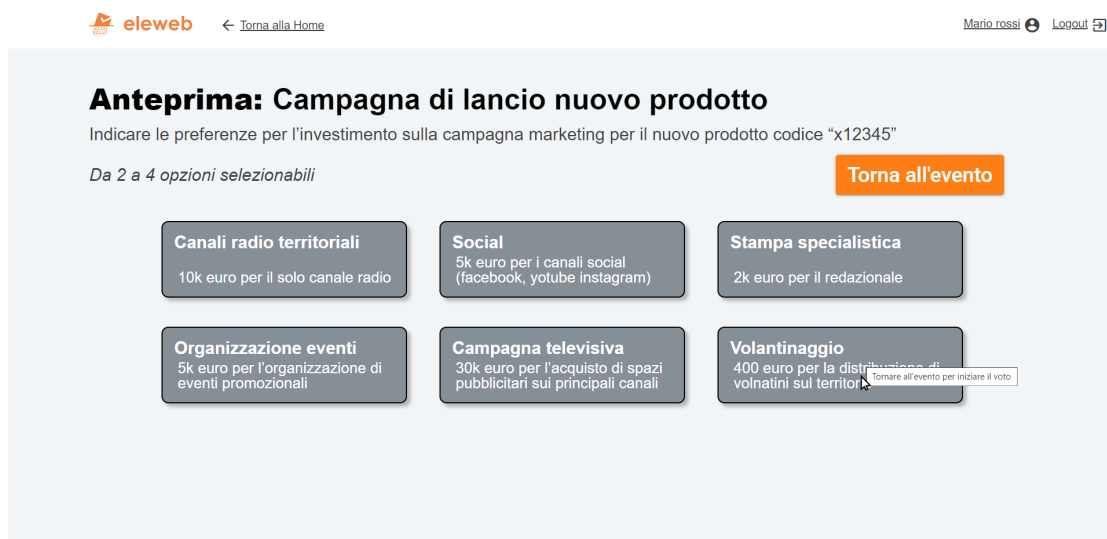 eleweb
Torna alla Home
Mario rossi
Logout
Anteprima: Campagna di lancio nuovo prodotto
Indicare le preferenze per l'investimento sulla campagna marketing per il nuovo prodotto codice “x12345”
Da 2 a 4 opzioni selezionabili
Torna all'evento
Canali radio territoriali
10k euro per il solo canale radio
Social
5k euro per i canali social
(facebook, yotube instagram)
Stampa specialistica
2k euro per il redazionale
Organizzazione eventi
5k euro per l'organizzazione di
eventi promozionali
Campagna televisiva
30k euro per l'acquisto di spazi
pubblicitari sui principali canali
Volantinaggio
400 euro per la distribuzione di
volnatini sul
Tornare all'evento per iniziare il voto